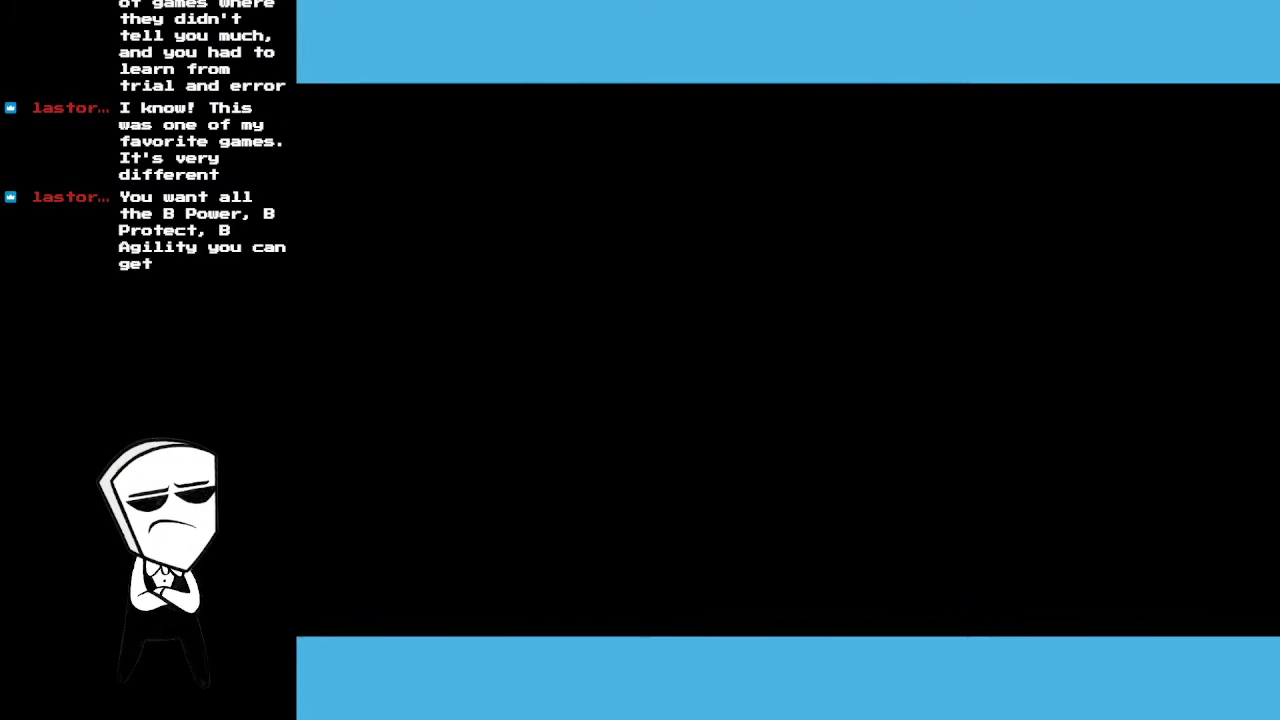 of games where
they didn't
tell you much,
and you had to
learn from
trial and error
lastor… I know! This
was one of my
favorite games.
It's very
different
lastor… You want all
the B Power, B
Protect, B
Agility you can
get